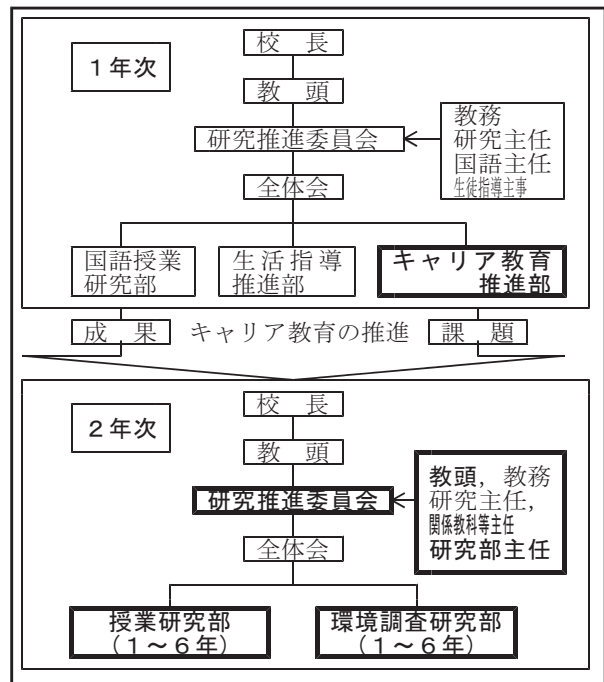 校 長
1年次
教 頭
研究推進委員会
教務
研究主任
国語主任
生徒指導主事
全体会
国語授業
研究部
生活指導
推進部
キャリア教育
推進部
成 果
キャリア教育の推進
課 題
校 長
2年次
教 頭
研究推進委員会
教頭，教務
研究主任，
関係教科等主任
研究部主任
全体会
授業研究部
（1～6年）
環境調査研究部
（1～6年）